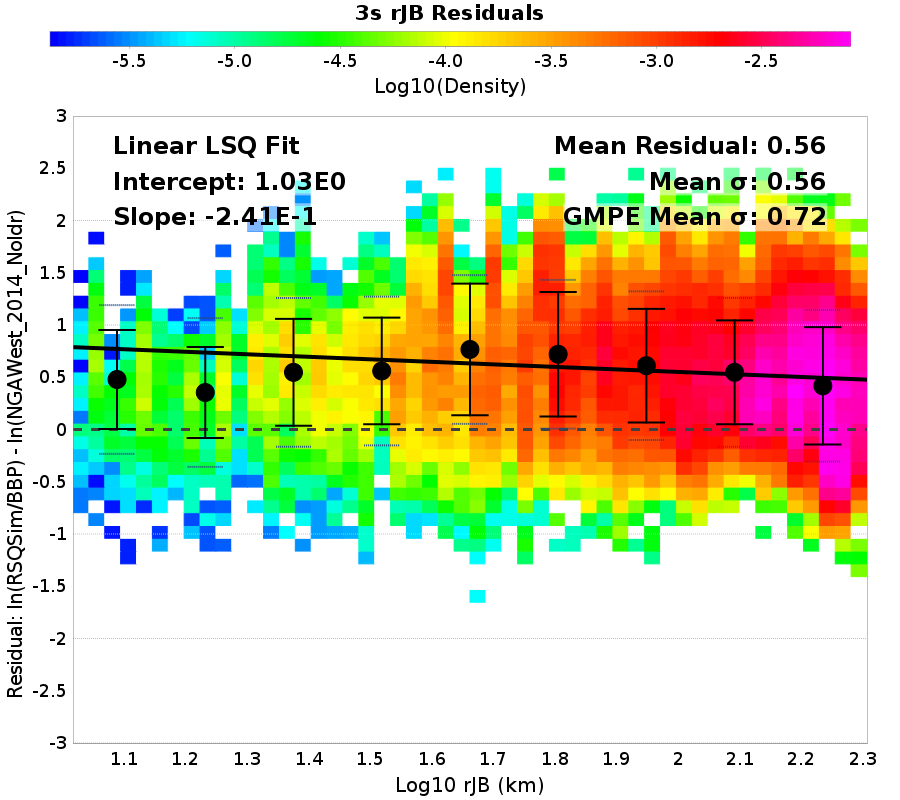 3s rJB Residuals
-5.5 -5.0 -4.5 -4.0 -3.5 -3.0 -2.5
Log10(Density)
Linear LSQ Fit
Intercept: 1.03E0
Slope: -2.41E-1
Mean Residual: 0.56
Mean σ: 0.56
GMPE Mean σ: 0.72
Residual: ln(RSQSim/BBP) - ln(NGAWest_2014_NoIdr)
3
2.5
2
1.5
1
0.5
0
-0.5
-1
-1.5
-2
-2.5
-3
1.1 1.2 1.3 1.4 1.5 1.6 1.7 1.8 1.9 2 2.1 2.2 2.3
Log10 rJB (km)